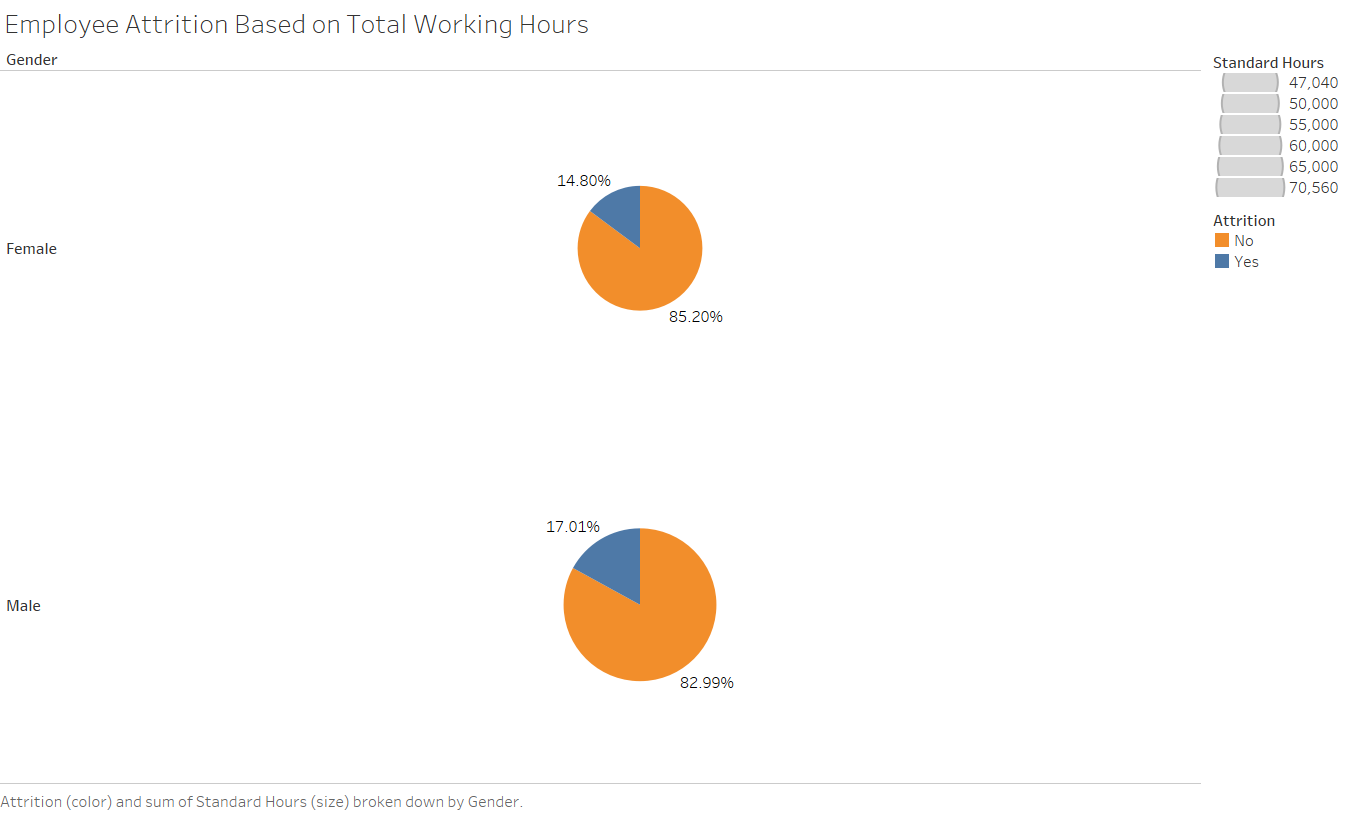 Employee Attrition Based on Total Working Hours
Gender
Female
14.80%
85.20%
Male
17.01%
82.99%
Standard Hours
47,040
50,000
55,000
60,000
65,000
70,560
Attrition
No
Yes
Attrition (color) and sum of Standard Hours (size) broken down by Gender.